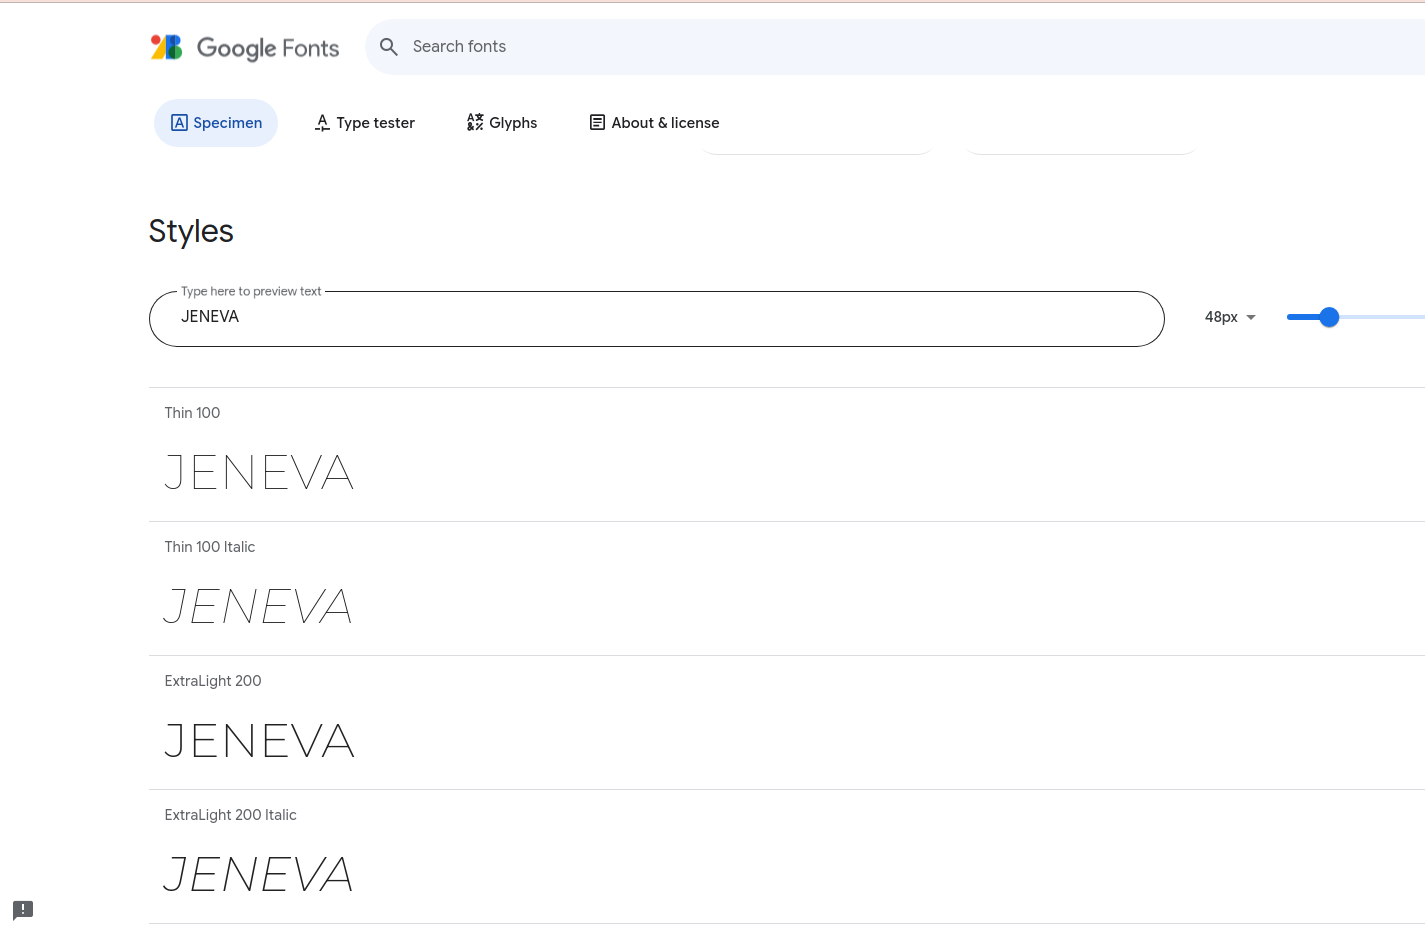 Google Fonts
Search fonts
Specimen
Type tester
Glyphs
About & license
Styles
Type here to preview text
JENEVA
48px
Thin 100
JENEVA
Thin 100 Italic
JENEVA
ExtraLight 200
JENEVA
ExtraLight 200 Italic
JENEVA